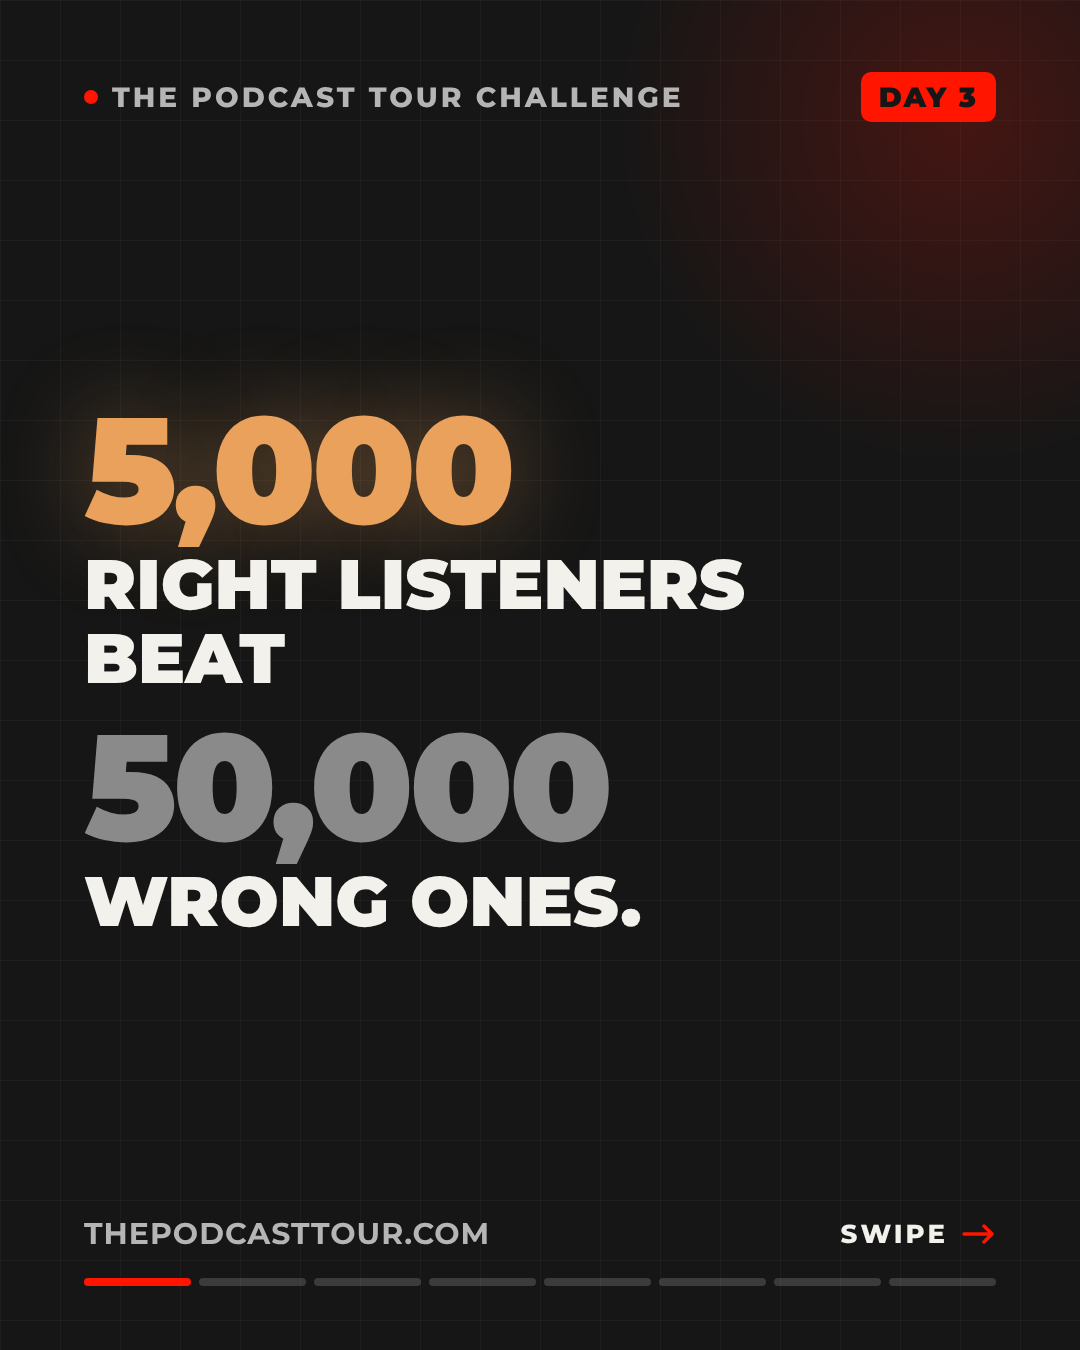 THE PODCAST TOUR CHALLENGE
DAY 3
5,000
RIGHT LISTENERS
BEAT
50,000
WRONG ONES.
THEPODCASTTOUR.COM
SWIPE →